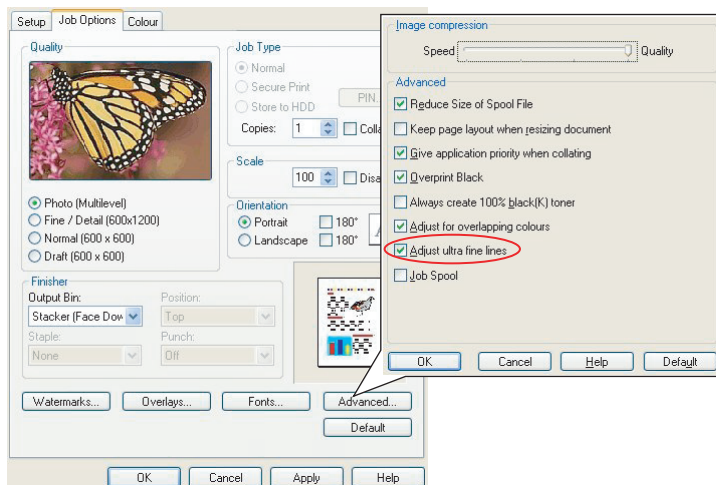 Setup
Job Options
Colour
Quality
Photo (Multilevel)
Fine / Detail (600x1200)
Normal (600 x 600)
Draft (600 x 600)
Job Type
Normal
Secure Print
Store to HDD
PIN..
Copies: 1
Scale
100
Orientation
Portrait 180°
Landscape 180°
Finisher
Output Bin: Position:
Stacker (Face Dow Top
Staple: Punch:
None Off
Watermarks... Overlays... Fonts... Advanced...
Default
OK Cancel Apply Help
Image compression
Speed Quality
Advanced
Reduce Size of Spool File
Keep page layout when resizing document
Give application priority when collating
Overprint Black
Always create 100% black(K) toner
Adjust for overlapping colours
Adjust ultra fine lines
Job Spool
OK Cancel Help Default